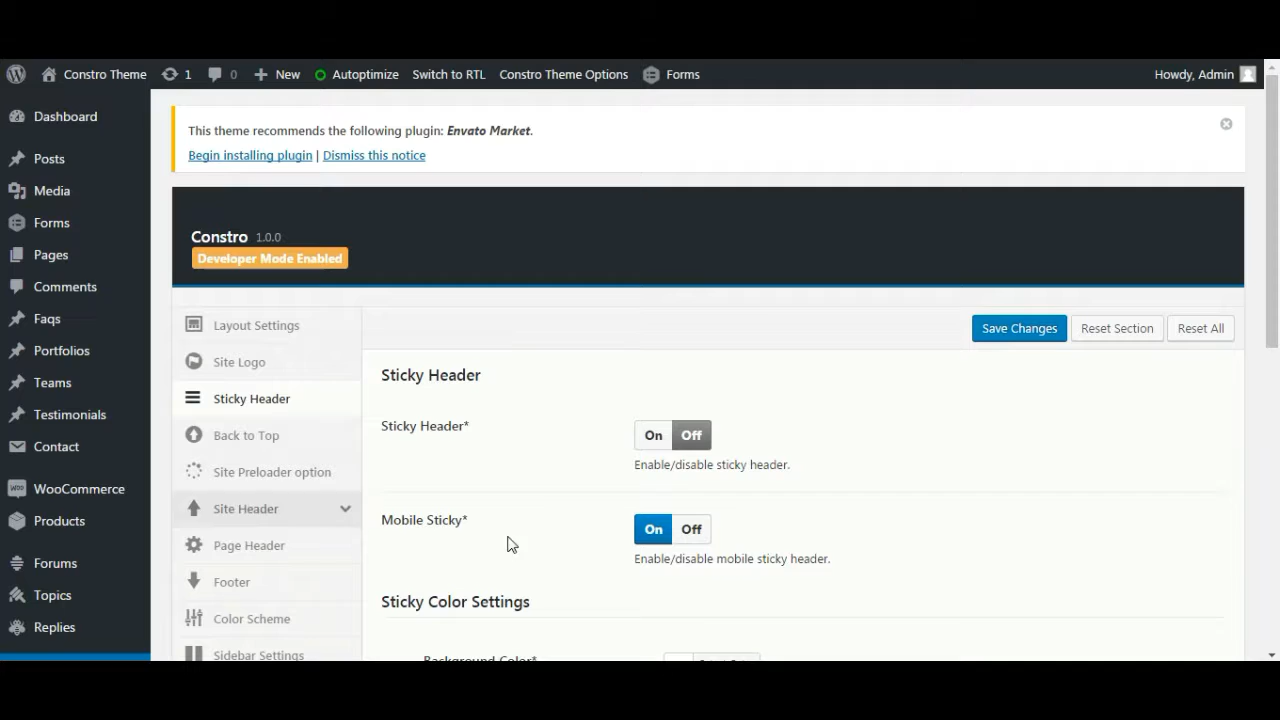 Constro Theme 1 0 New Autoptimize Switch to RTL Constro Theme Options Forms Howdy, Admin
Dashboard
Posts
Media
Forms
Pages
Comments
Faqs
Portfolios
Teams
Testimonials
Contact
WooCommerce
Products
Forums
Topics
Replies
This theme recommends the following plugin: Envato Market.
Begin installing plugin | Dismiss this notice
Constro 1.0.0
Developer Mode Enabled
Layout Settings
Site Logo
Sticky Header
Back to Top
Site Preloader option
Site Header
Page Header
Footer
Color Scheme
Sidebar Settings
Save Changes Reset Section Reset All
Sticky Header
Sticky Header* On Off
Enable/disable sticky header.
Mobile Sticky* On Off
Enable/disable mobile sticky header.
Sticky Color Settings
Background Color*